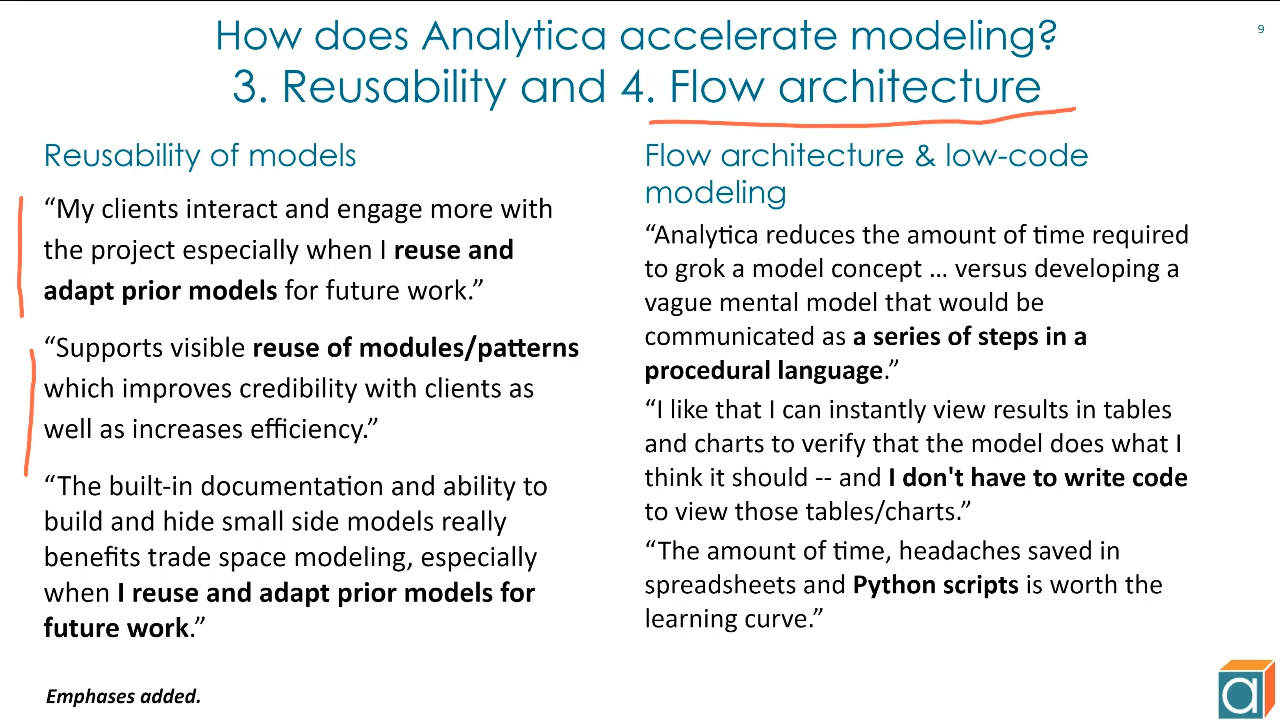 How does Analytica accelerate modeling?
9
3. Reusability and 4. Flow architecture
Reusability of models
“My clients interact and engage more with
the project especially when I reuse and
adapt prior models for future work.”
“Supports visible reuse of modules/patterns
which improves credibility with clients as
well as increases efficiency.”
“The built-in documentation and ability to
build and hide small side models really
benefits trade space modeling, especially
when I reuse and adapt prior models for
future work.”
Emphases added.
Flow architecture & low-code
modeling
“Analytica reduces the amount of time required
to grok a model concept … versus developing a
vague mental model that would be
communicated as a series of steps in a
procedural language.”
“I like that I can instantly view results in tables
and charts to verify that the model does what I
think it should -- and I don't have to write code
to view those tables/charts.”
“The amount of time, headaches saved in
spreadsheets and Python scripts is worth the
learning curve.”
a